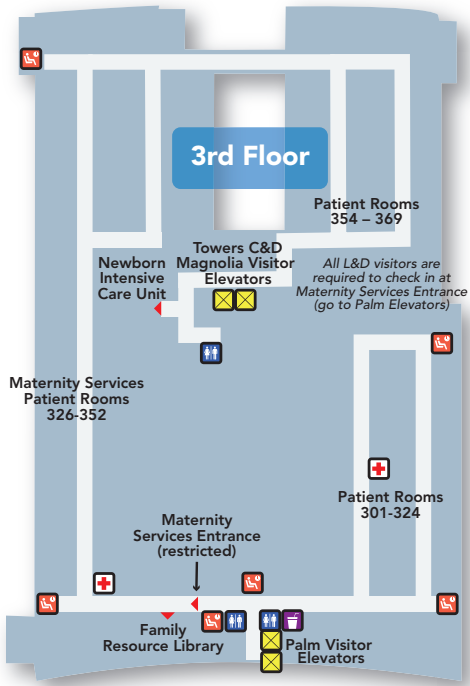 3rd Floor
Patient Rooms
354 – 369
Towers C&D
Magnolia Visitor
Elevators
Newborn
Intensive
Care Unit
All L&D visitors are
required to check in at
Maternity Services Entrance
(go to Palm Elevators)
Maternity Services
Patient Rooms
326-352
Patient Rooms
301-324
Maternity
Services Entrance
(restricted)
Family
Resource Library
Palm Visitor
Elevators